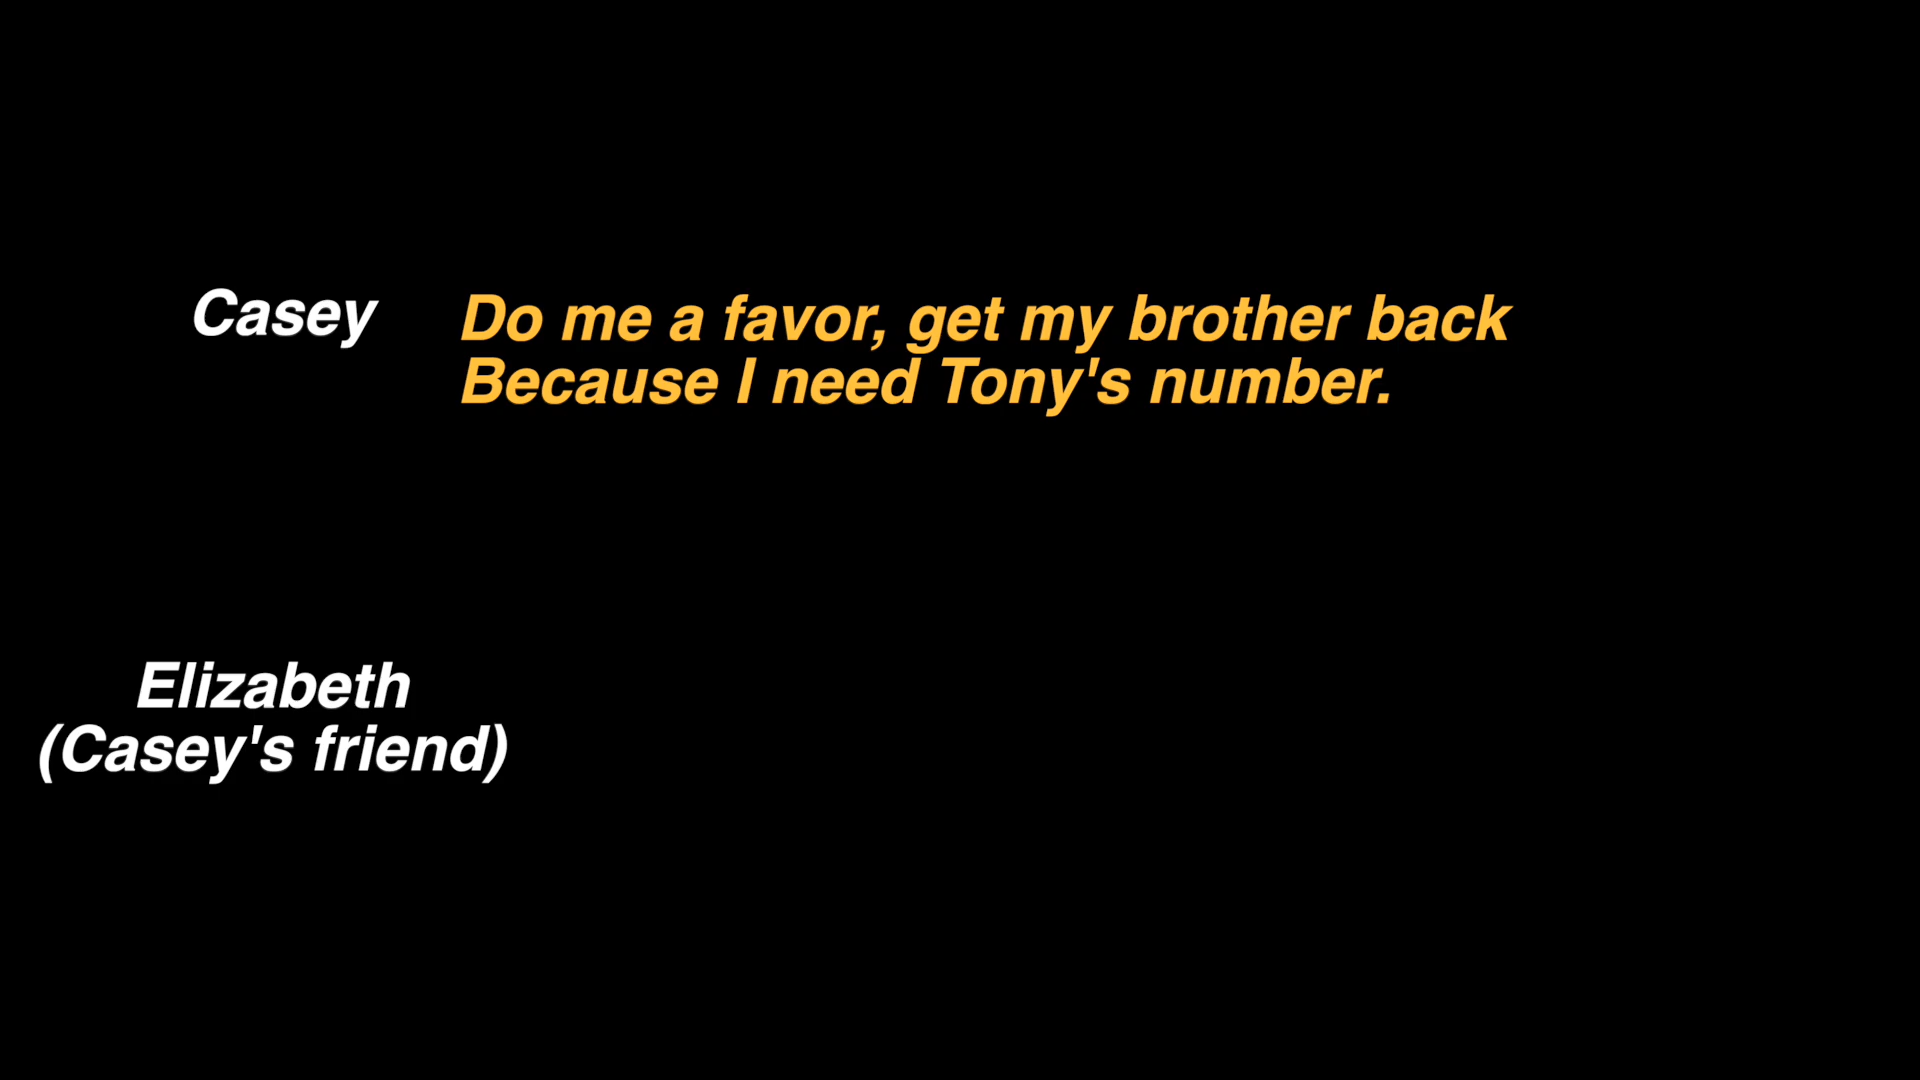 Casey
Do me a favor, get my brother back
Because I need Tony's number.
Elizabeth
(Casey's friend)